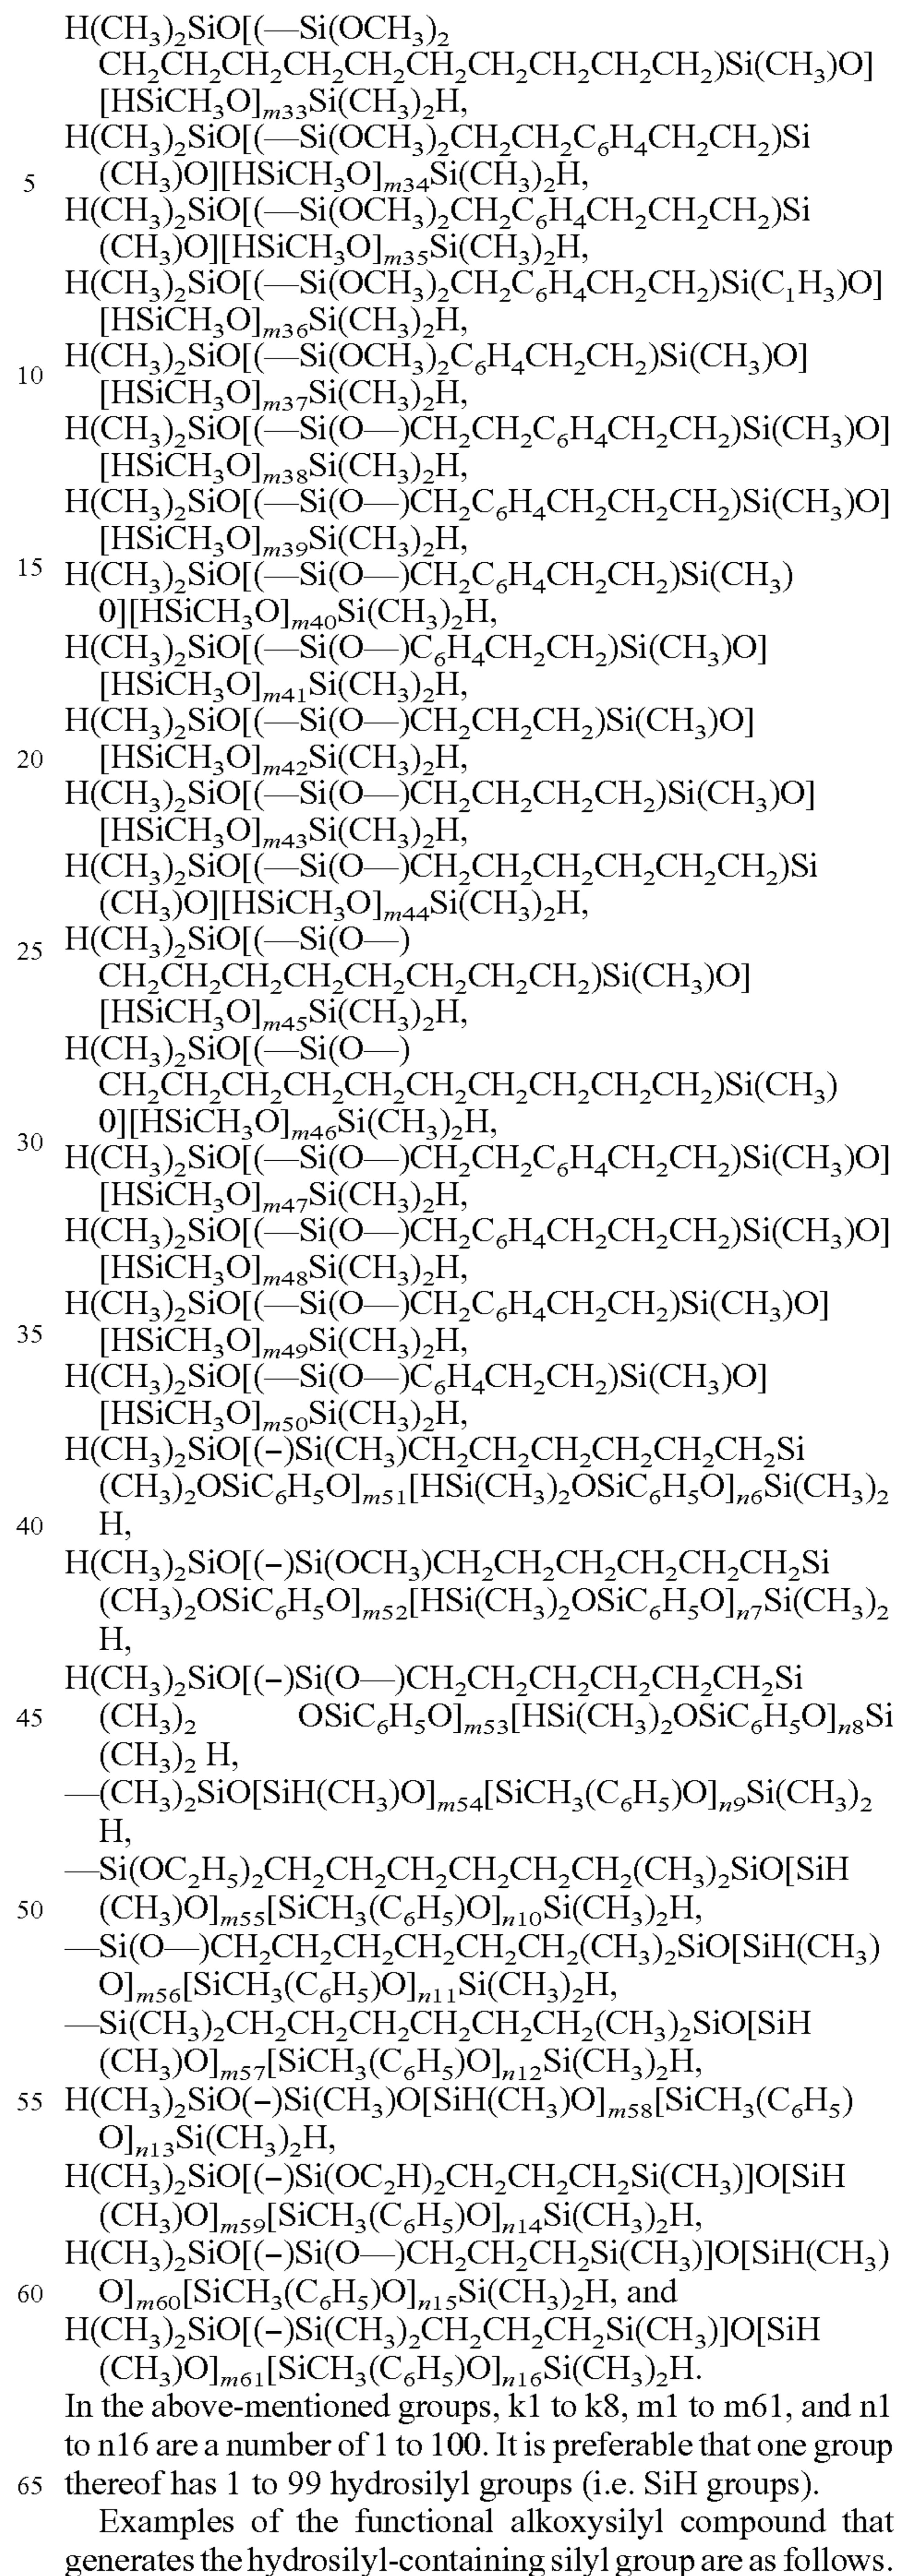 H(CH₃)₂SiO[(—Si(OCH₃)₂
CH₂CH₂CH₂CH₂CH₂CH₂CH₂CH₂CH₂CH₂)Si(CH₃)O]
[HSiCH₃O]ₘ₃₃Si(CH₃)₂H,
H(CH₃)₂SiO[(—Si(OCH₃)₂CH₂CH₂C₆H₄CH₂CH₂)Si
5 (CH₃)O][HSiCH₃O]ₘ₃₄Si(CH₃)₂H,
H(CH₃)₂SiO[(—Si(OCH₃)₂CH₂C₆H₄CH₂CH₂CH₂)Si
(CH₃)O][HSiCH₃O]ₘ₃₅Si(CH₃)₂H,
H(CH₃)₂SiO[(—Si(OCH₃)₂CH₂C₆H₄CH₂CH₂)Si(C₁H₃)O]
[HSiCH₃O]ₘ₃₆Si(CH₃)₂H,
10 H(CH₃)₂SiO[(—Si(OCH₃)₂C₆H₄CH₂CH₂)Si(CH₃)O]
[HSiCH₃O]ₘ₃₇Si(CH₃)₂H,
H(CH₃)₂SiO[(—Si(O—)CH₂CH₂C₆H₄CH₂CH₂)Si(CH₃)O]
[HSiCH₃O]ₘ₃₈Si(CH₃)₂H,
H(CH₃)₂SiO[(—Si(O—)CH₂C₆H₄CH₂CH₂CH₂)Si(CH₃)O]
[HSiCH₃O]ₘ₃₉Si(CH₃)₂H,
15 H(CH₃)₂SiO[(—Si(O—)CH₂C₆H₄CH₂CH₂)Si(CH₃)
0][HSiCH₃O]ₘ₄₀Si(CH₃)₂H,
H(CH₃)₂SiO[(—Si(O—)C₆H₄CH₂CH₂)Si(CH₃)O]
[HSiCH₃O]ₘ₄₁Si(CH₃)₂H,
H(CH₃)₂SiO[(—Si(O—)CH₂CH₂CH₂)Si(CH₃)O]
20 [HSiCH₃O]ₘ₄₂Si(CH₃)₂H,
H(CH₃)₂SiO[(—Si(O—)CH₂CH₂CH₂CH₂)Si(CH₃)O]
[HSiCH₃O]ₘ₄₃Si(CH₃)₂H,
H(CH₃)₂SiO[(—Si(O—)CH₂CH₂CH₂CH₂CH₂CH₂)Si
(CH₃)O][HSiCH₃O]ₘ₄₄Si(CH₃)₂H,
25 H(CH₃)₂SiO[(—Si(O—)
CH₂CH₂CH₂CH₂CH₂CH₂CH₂CH₂)Si(CH₃)O]
[HSiCH₃O]ₘ₄₅Si(CH₃)₂H,
H(CH₃)₂SiO[(—Si(O—)
CH₂CH₂CH₂CH₂CH₂CH₂CH₂CH₂CH₂CH₂)Si(CH₃)
30 0][HSiCH₃O]ₘ₄₆Si(CH₃)₂H,
H(CH₃)₂SiO[(—Si(O—)CH₂CH₂C₆H₄CH₂CH₂)Si(CH₃)O]
[HSiCH₃O]ₘ₄₇Si(CH₃)₂H,
H(CH₃)₂SiO[(—Si(O—)CH₂C₆H₄CH₂CH₂CH₂)Si(CH₃)O]
[HSiCH₃O]ₘ₄₈Si(CH₃)₂H,
H(CH₃)₂SiO[(—Si(O—)CH₂C₆H₄CH₂CH₂)Si(CH₃)O]
35 [HSiCH₃O]ₘ₄₉Si(CH₃)₂H,
H(CH₃)₂SiO[(—Si(O—)C₆H₄CH₂CH₂)Si(CH₃)O]
[HSiCH₃O]ₘ₅₀Si(CH₃)₂H,
H(CH₃)₂SiO[(–)Si(CH₃)CH₂CH₂CH₂CH₂CH₂CH₂Si
(CH₃)₂OSiC₆H₅O]ₘ₅₁[HSi(CH₃)₂OSiC₆H₅O]ₙ₆Si(CH₃)₂
40 H,
H(CH₃)₂SiO[(–)Si(OCH₃)CH₂CH₂CH₂CH₂CH₂CH₂Si
(CH₃)₂OSiC₆H₅O]ₘ₅₂[HSi(CH₃)₂OSiC₆H₅O]ₙ₇Si(CH₃)₂
H,
H(CH₃)₂SiO[(–)Si(O—)CH₂CH₂CH₂CH₂CH₂CH₂Si
45 (CH₃)₂ OSiC₆H₅O]ₘ₅₃[HSi(CH₃)₂OSiC₆H₅O]ₙ₈Si
(CH₃)₂ H,
—(CH₃)₂SiO[SiH(CH₃)O]ₘ₅₄[SiCH₃(C₆H₅)O]ₙ₉Si(CH₃)₂
H,
—Si(OC₂H₅)₂CH₂CH₂CH₂CH₂CH₂CH₂(CH₃)₂SiO[SiH
50 (CH₃)O]ₘ₅₅[SiCH₃(C₆H₅)O]ₙ₁₀Si(CH₃)₂H,
—Si(O—)CH₂CH₂CH₂CH₂CH₂CH₂(CH₃)₂SiO[SiH(CH₃)
O]ₘ₅₆[SiCH₃(C₆H₅)O]ₙ₁₁Si(CH₃)₂H,
—Si(CH₃)₂CH₂CH₂CH₂CH₂CH₂CH₂(CH₃)₂SiO[SiH
(CH₃)O]ₘ₅₇[SiCH₃(C₆H₅)O]ₙ₁₂Si(CH₃)₂H,
55 H(CH₃)₂SiO(–)Si(CH₃)O[SiH(CH₃)O]ₘ₅₈[SiCH₃(C₆H₅)
O]ₙ₁₃Si(CH₃)₂H,
H(CH₃)₂SiO[(–)Si(OC₂H)₂CH₂CH₂CH₂Si(CH₃)]O[SiH
(CH₃)O]ₘ₅₉[SiCH₃(C₆H₅)O]ₙ₁₄Si(CH₃)₂H,
H(CH₃)₂SiO[(–)Si(O—)CH₂CH₂CH₂Si(CH₃)]O[SiH(CH₃)
60 O]ₘ₆₀[SiCH₃(C₆H₅)O]ₙ₁₅Si(CH₃)₂H, and
H(CH₃)₂SiO[(–)Si(CH₃)₂CH₂CH₂CH₂Si(CH₃)]O[SiH
(CH₃)O]ₘ₆₁[SiCH₃(C₆H₅)O]ₙ₁₆Si(CH₃)₂H.
In the above-mentioned groups, k1 to k8, m1 to m61, and n1
to n16 are a number of 1 to 100. It is preferable that one group
65 thereof has 1 to 99 hydrosilyl groups (i.e. SiH groups).
Examples of the functional alkoxysilyl compound that
generates the hydrosilyl-containing silyl group are as follows.